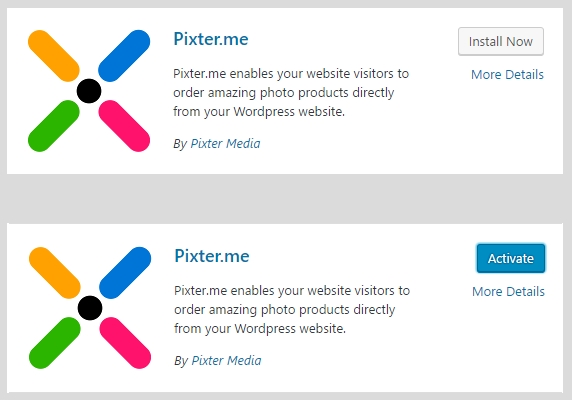 Pixter.me
Install Now
Pixter.me enables your website visitors to
More Details
order amazing photo products directly
from your Wordpress website.
By Pixter Media
Pixter.me
Activate
Pixter.me enables your website visitors to
More Details
order amazing photo products directly
from your Wordpress website.
By Pixter Media